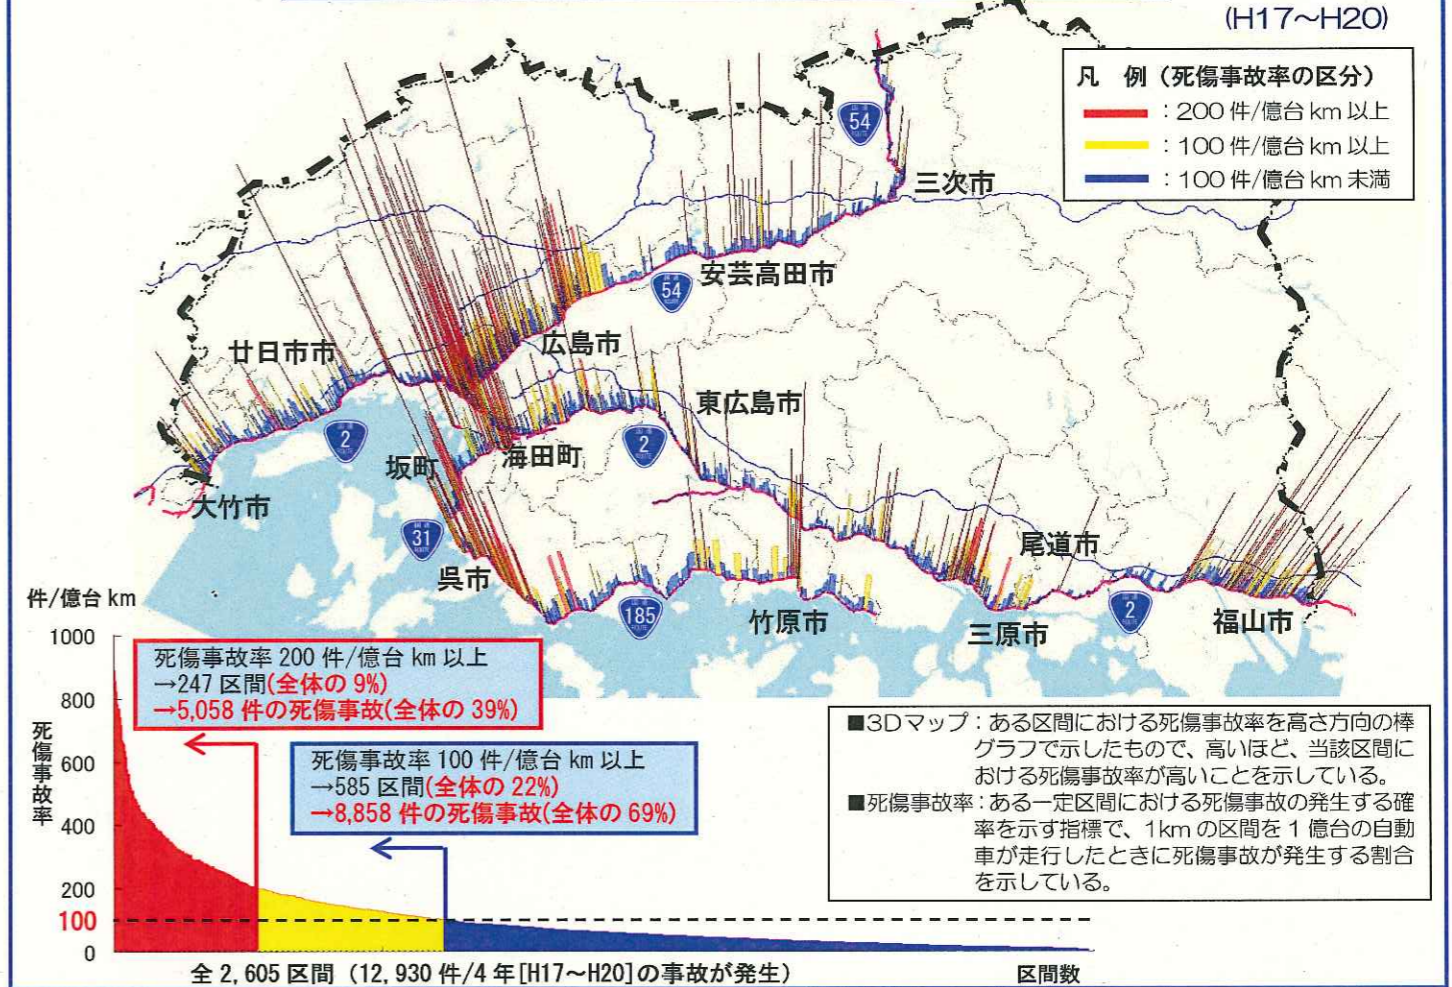 (H17～H20)
凡 例（死傷事故率の区分）
：200 件/億台 km 以上
：100 件/億台 km 以上
：100 件/億台 km 未満
54
三次市
安芸高田市
54
廿日市市
広島市
東広島市
2
2
坂町
海田町
大竹市
31
呉市
尾道市
185
竹原市
三原市
2
福山市
件/億台 km
1000
800
600
400
200
100
0
死傷事故率
死傷事故率 200 件/億台 km 以上
→247 区間(全体の 9%)
→5,058 件の死傷事故(全体の 39%)
死傷事故率 100 件/億台 km 以上
→585 区間(全体の 22%)
→8,858 件の死傷事故(全体の 69%)
全 2,605 区間（12,930 件/4 年[H17～H20]の事故が発生）
区間数
■3Dマップ：ある区間における死傷事故率を高さ方向の棒
グラフで示したもので、高いほど、当該区間に
おける死傷事故率が高いことを示している。
■死傷事故率：ある一定区間における死傷事故の発生する確
率を示す指標で、1km の区間を 1 億台の自動
車が走行したときに死傷事故が発生する割合
を示している。